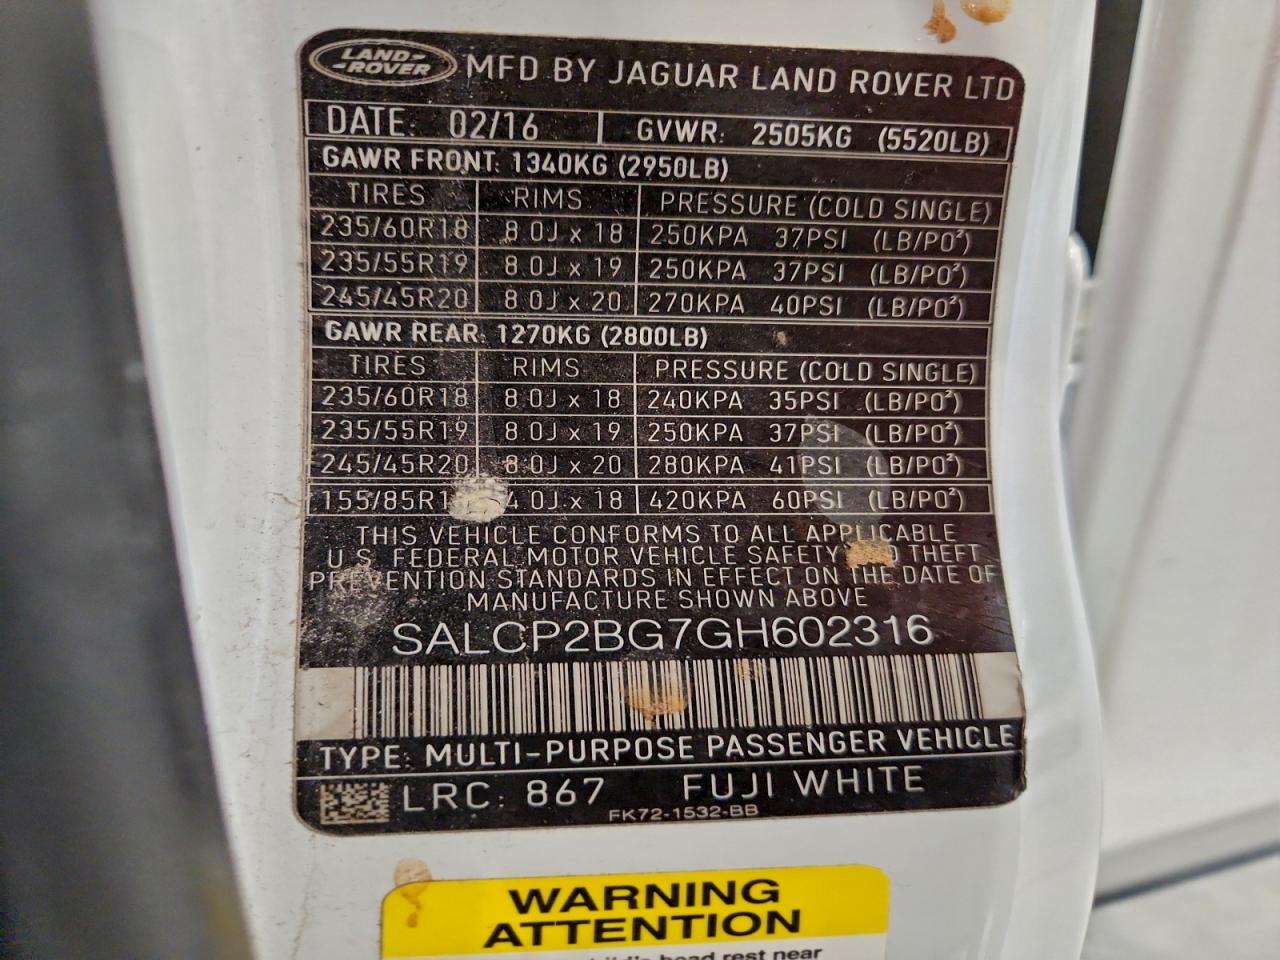 LAND ROVER MFD BY JAGUAR LAND ROVER LTD
DATE: 02/16 GVWR: 2505KG (5520LB)
GAWR FRONT: 1340KG (2950LB)
TIRES RIMS PRESSURE (COLD SINGLE)
235/60R18 8.0J x 18 250KPA 37PSI (LB/PO²)
235/55R19 8.0J x 19 250KPA 37PSI (LB/PO²)
245/45R20 8.0J x 20 270KPA 40PSI (LB/PO²)
GAWR REAR: 1270KG (2800LB)
TIRES RIMS PRESSURE (COLD SINGLE)
235/60R18 8.0J x 18 240KPA 35PSI (LB/PO²)
235/55R19 8.0J x 19 250KPA 37PSI (LB/PO²)
245/45R20 8.0J x 20 280KPA 41PSI (LB/PO²)
4.0J x 18 420KPA 60PSI (LB/PO²)
THIS VEHICLE CONFORMS TO ALL APPLICABLE
U.S. FEDERAL MOTOR VEHICLE SAFETY THEFT
PREVENTION STANDARDS IN EFFECT ON THE DATE OF
MANUFACTURE SHOWN ABOVE
SALCP2BG7GH602316
TYPE: MULTI-PURPOSE PASSENGER VEHICLE
LRC: 867 FUJI WHITE
FK72-1532-BB
WARNING
ATTENTION
head rest near